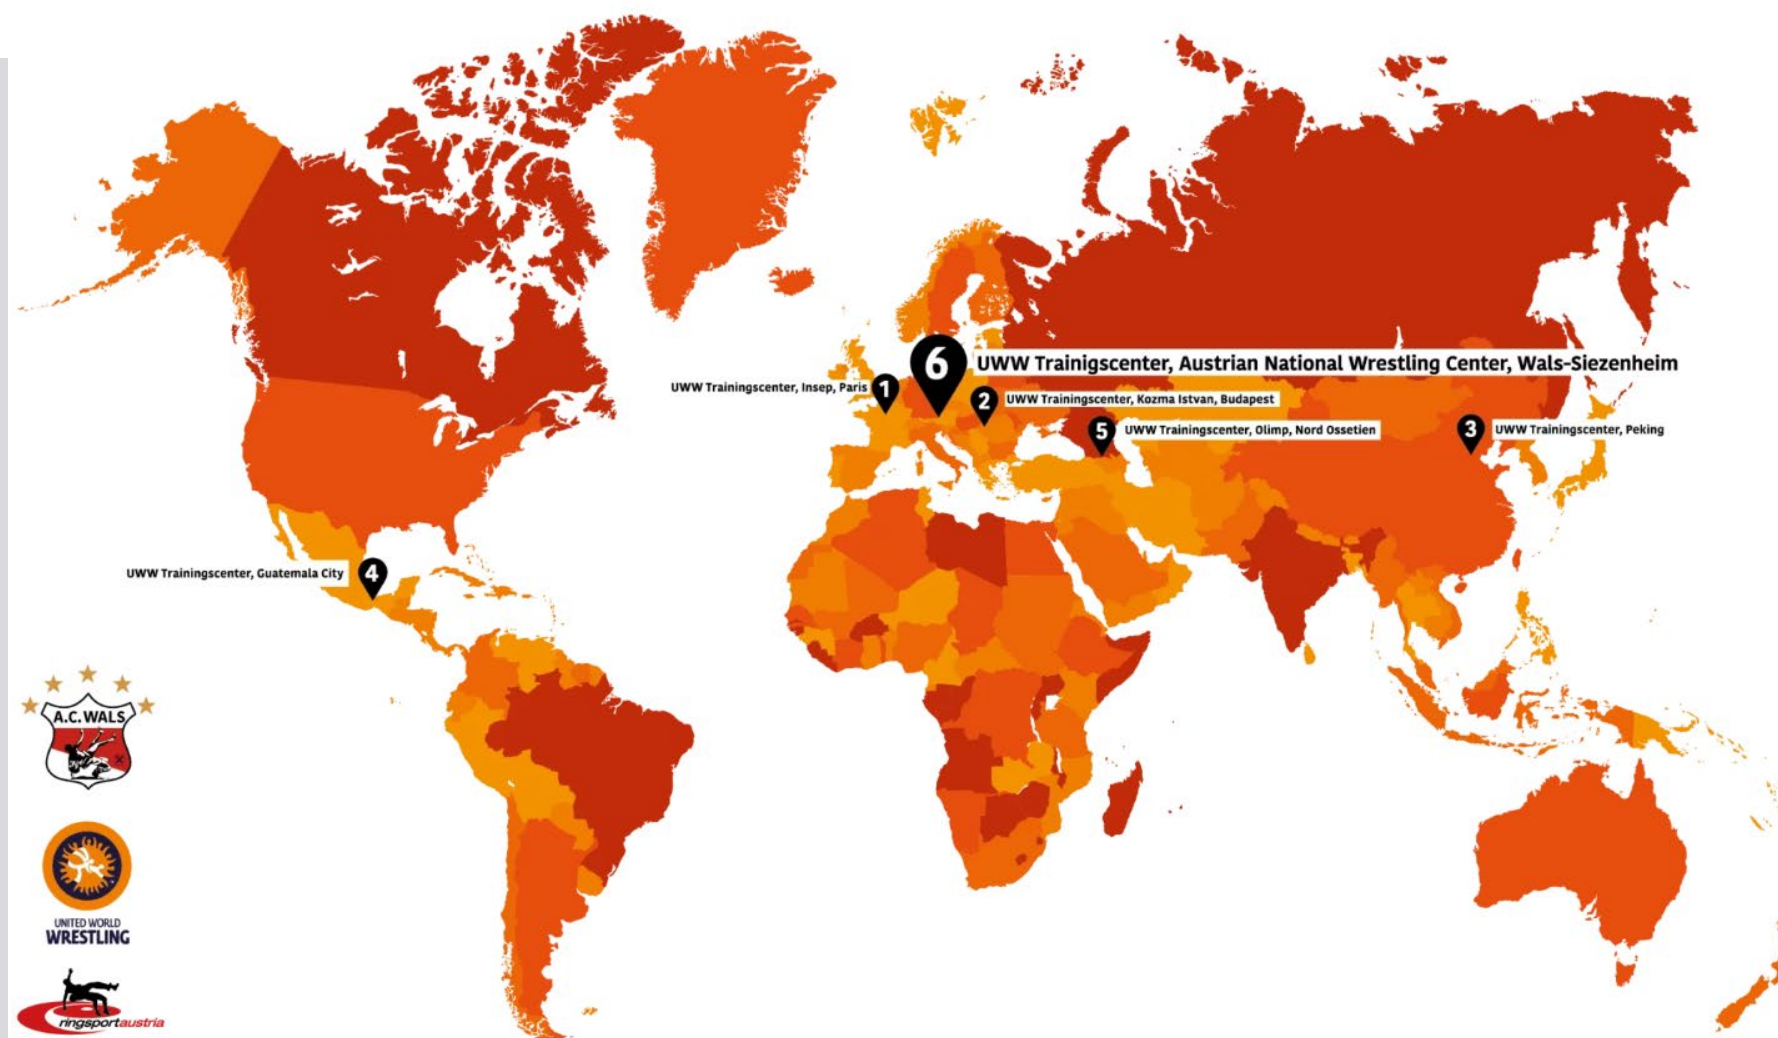 6 UWW Trainigscenter, Austrian National Wrestling Center, Wals-Siezenheim
UWW Trainingscenter, Insep, Paris 1
2 UWW Trainingscenter, Kozma Istvan, Budapest
5 UWW Trainingscenter, Olimp, Nord Ossetien
3 UWW Trainingscenter, Peking
UWW Trainingscenter, Guatemala City 4
A.C.WALS
UNITED WORLD
WRESTLING
ringsportaustria